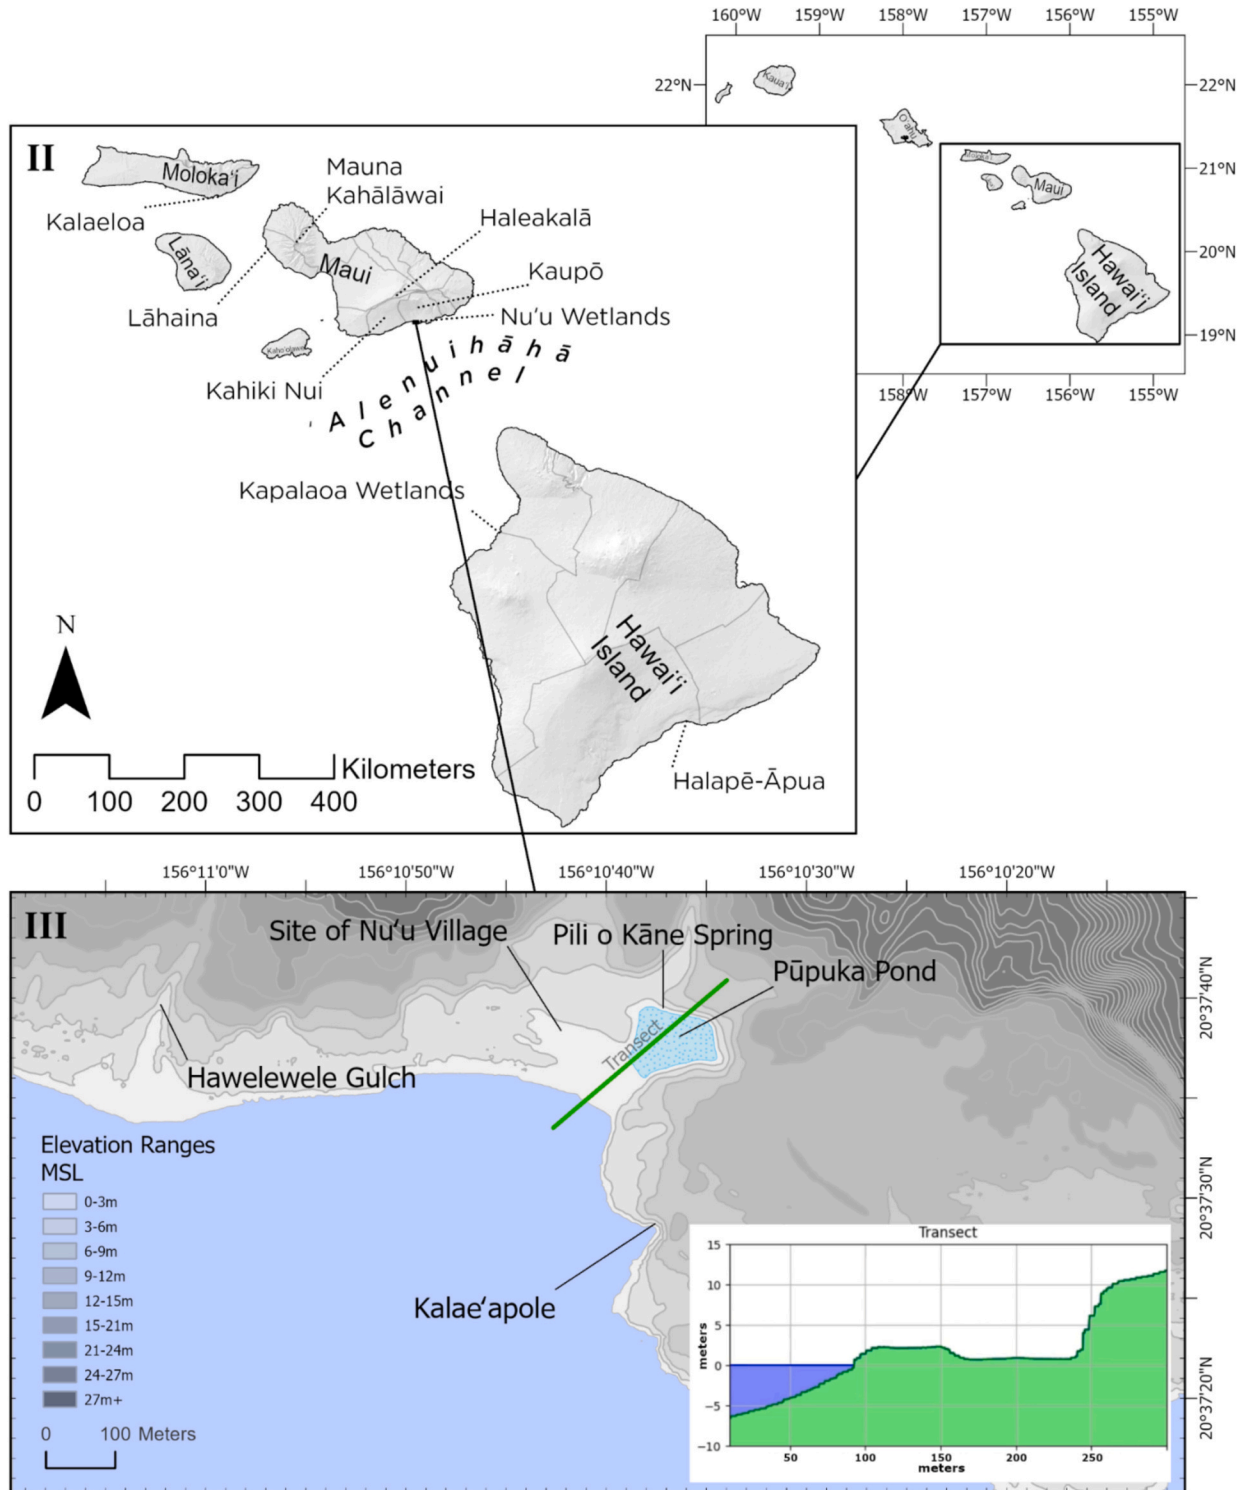 160°W 159°W 158°W 157°W 156°W 155°W
22°N 22°N
Kaua'i
O'ahu
21°N
Moloka'i
Maui
20°N
Hawai'i
Island
19°N
158°W 157°W 156°W 155°W
II
Moloka'i
Mauna
Kahālāwai
Kalaeloa
Haleakalā
Lāna'i
Maui
Kaupō
Lāhaina
Nu'u Wetlands
Kaho'olawe
Kahiki Nui
'Alenuihāhā
Channel
Kapalaoa Wetlands
N
Hawai'i
Island
Kilometers
0 100 200 300 400
Halapē-Āpua
156°11'0"W 156°10'50"W 156°10'40"W 156°10'30"W 156°10'20"W
III
Site of Nu'u Village
Pili o Kāne Spring
Pūpuka Pond
20°37'40"N
Transect
Hawelewele Gulch
Elevation Ranges
MSL
0-3m
3-6m
6-9m
9-12m
12-15m
15-21m
21-24m
24-27m
27m+
0 100 Meters
Kalae'apole
20°37'30"N
20°37'20"N
Transect
15
10
5
0
−5
−10
meters
50 100 150 200 250
meters